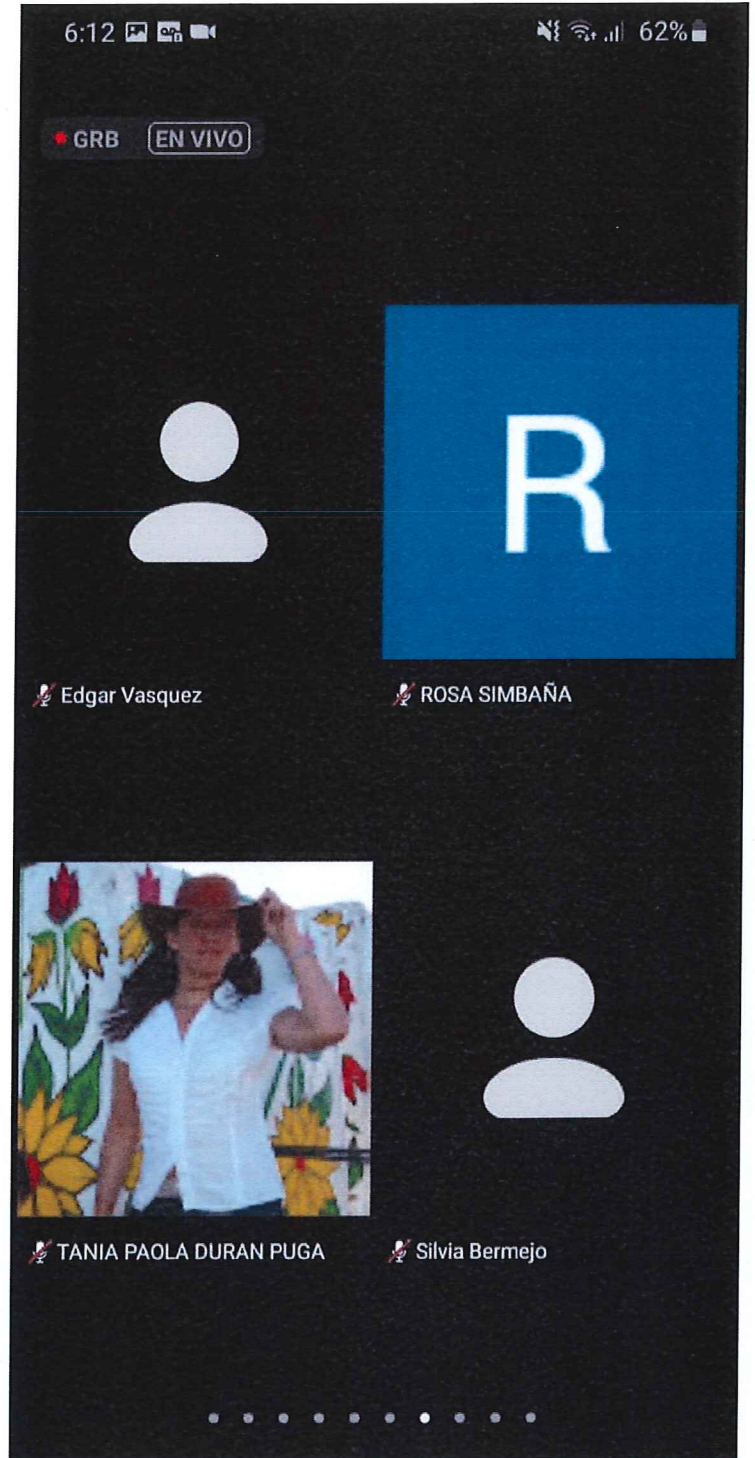 6:12 62%
GRB EN VIVO
R
Edgar Vasquez ROSA SIMBAÑA
TANIA PAOLA DURAN PUGA Silvia Bermejo